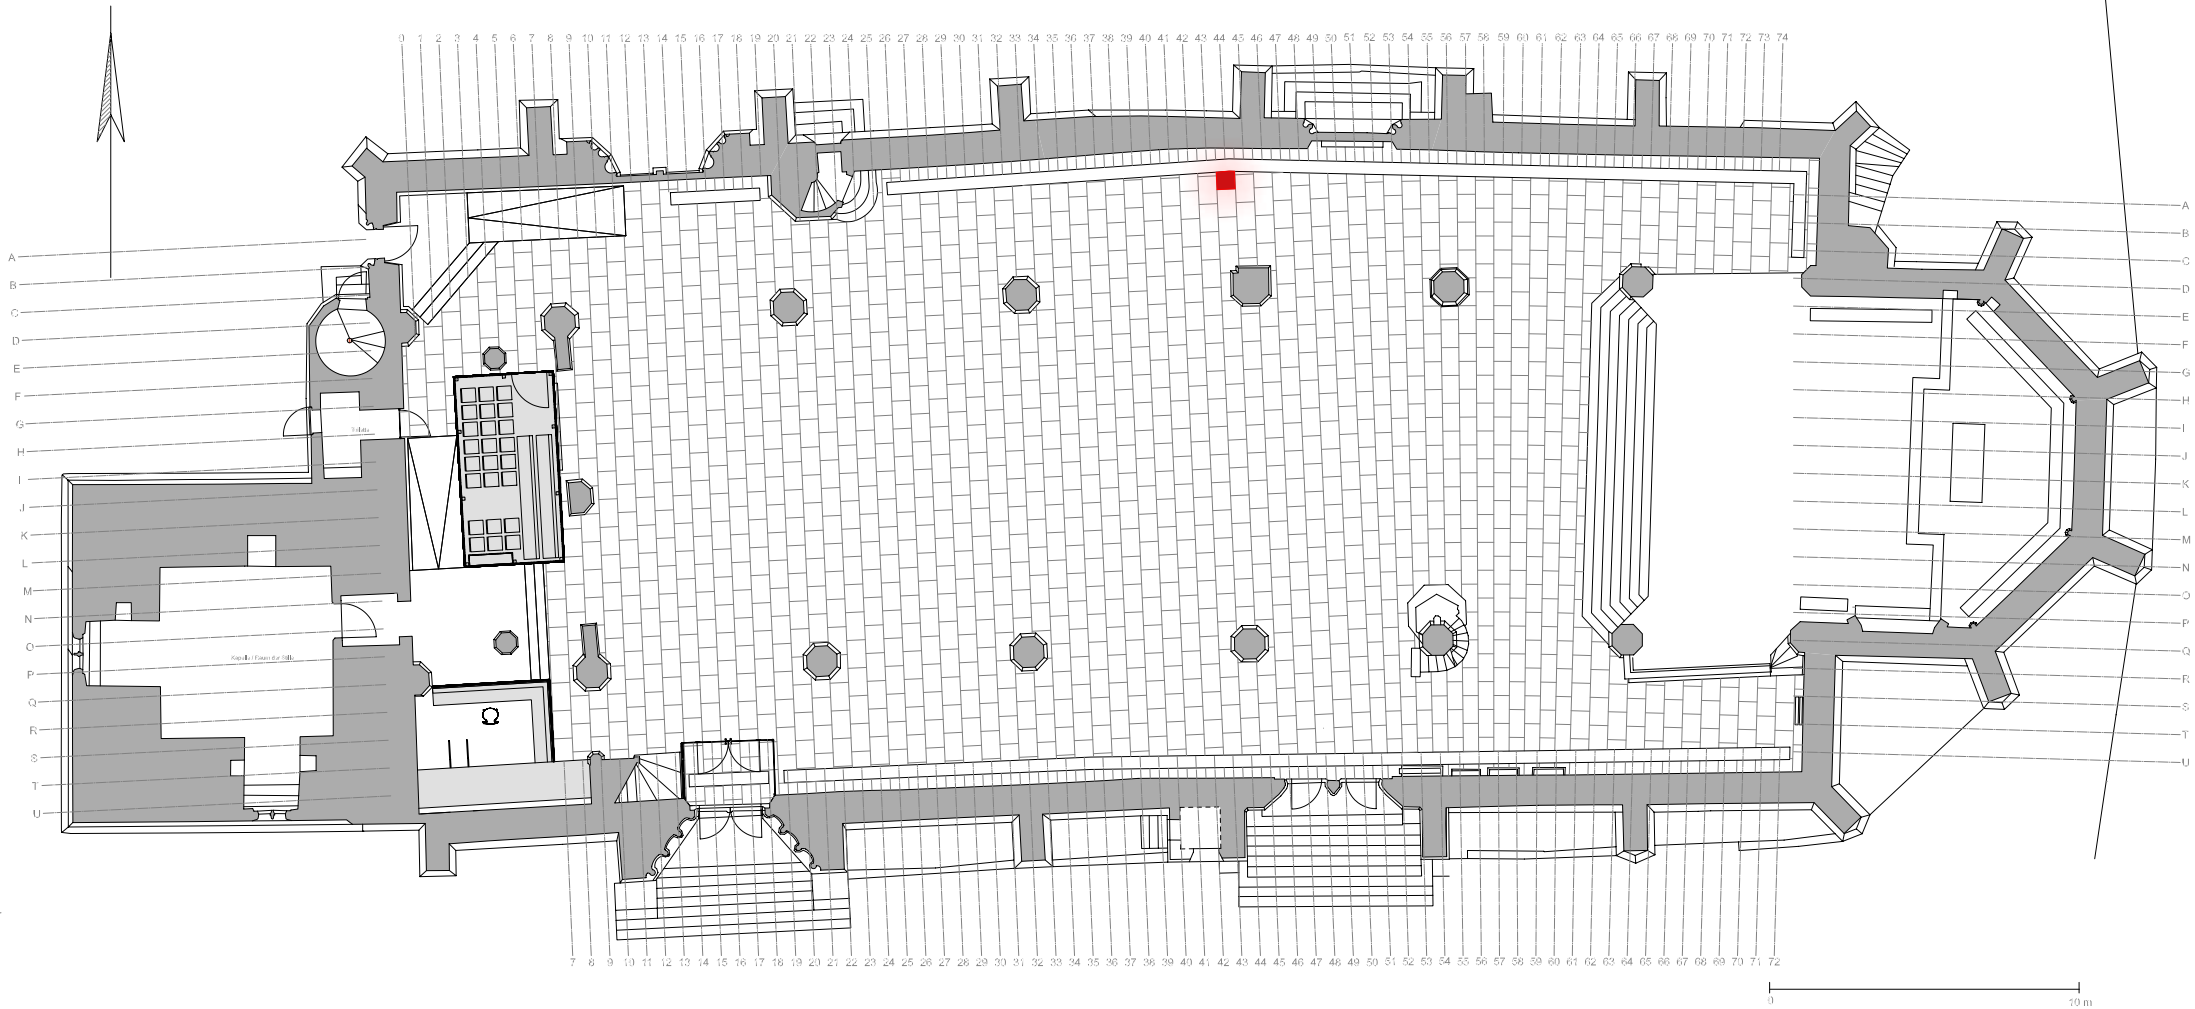 0 1 2 3 4 5 6 7 8 9 10 11 12 13 14 15 16 17 18 19 20 21 22 23 24 25 26 27 28 29 30 31 32 33 34 35 36 37 38 39 40 41 42 43 44 45 46 47 48 49 50 51 52 53 54 55 56 57 58 59 60 61 62 63 64 65 66 67 68 69 70 71 72 73 74
A A
B B
C C
D D
E E
F F
G G
H H
I I
J J
K K
L L
M M
N N
O O
P P
Q Q
R R
S S
T T
U U
Kapelle / Raum der Stille
7 8 9 10 11 12 13 14 15 16 17 18 19 20 21 22 23 24 25 26 27 28 29 30 31 32 33 34 35 36 37 38 39 40 41 42 43 44 45 46 47 48 49 50 51 52 53 54 55 56 57 58 59 60 61 62 63 64 65 66 67 68 69 70 71 72
0 10 m